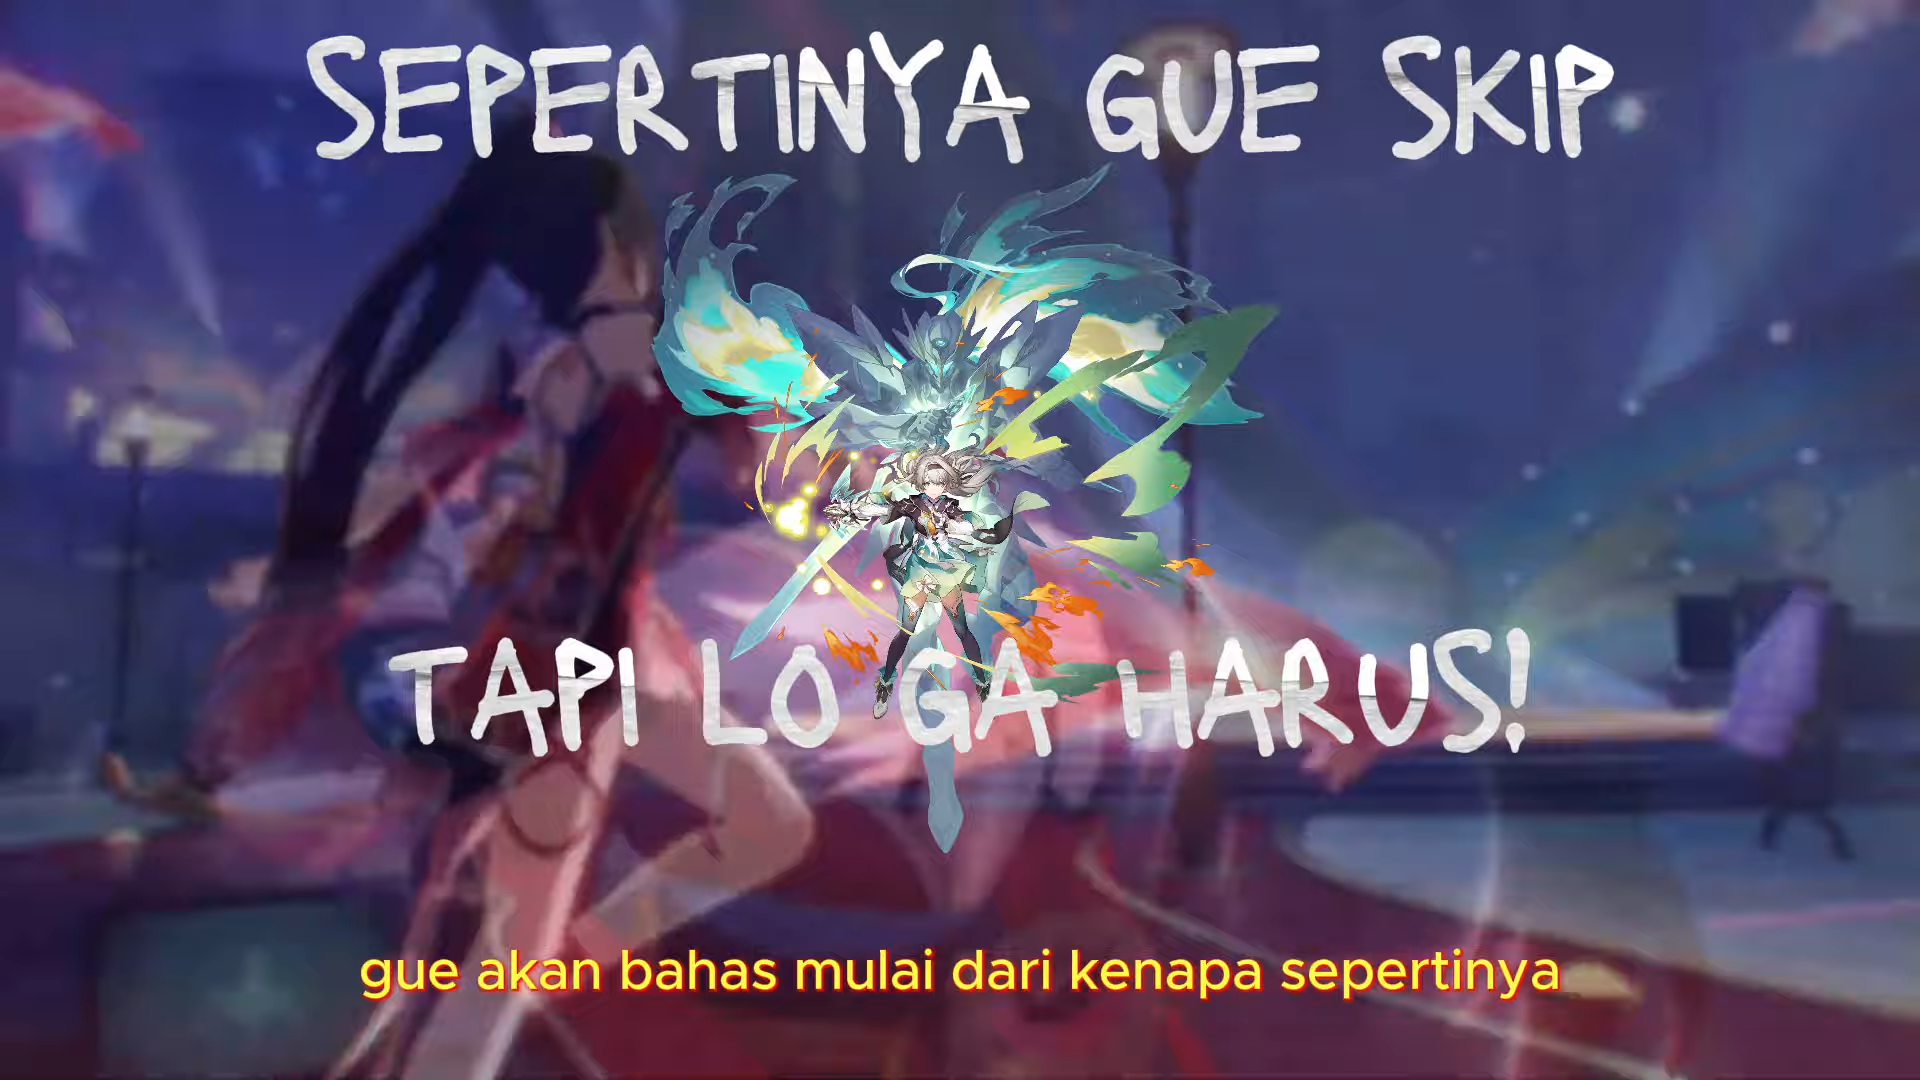 SEPERTINYA GUE SKIP
TAPI LO GA HARUS!
gue akan bahas mulai dari kenapa sepertinya